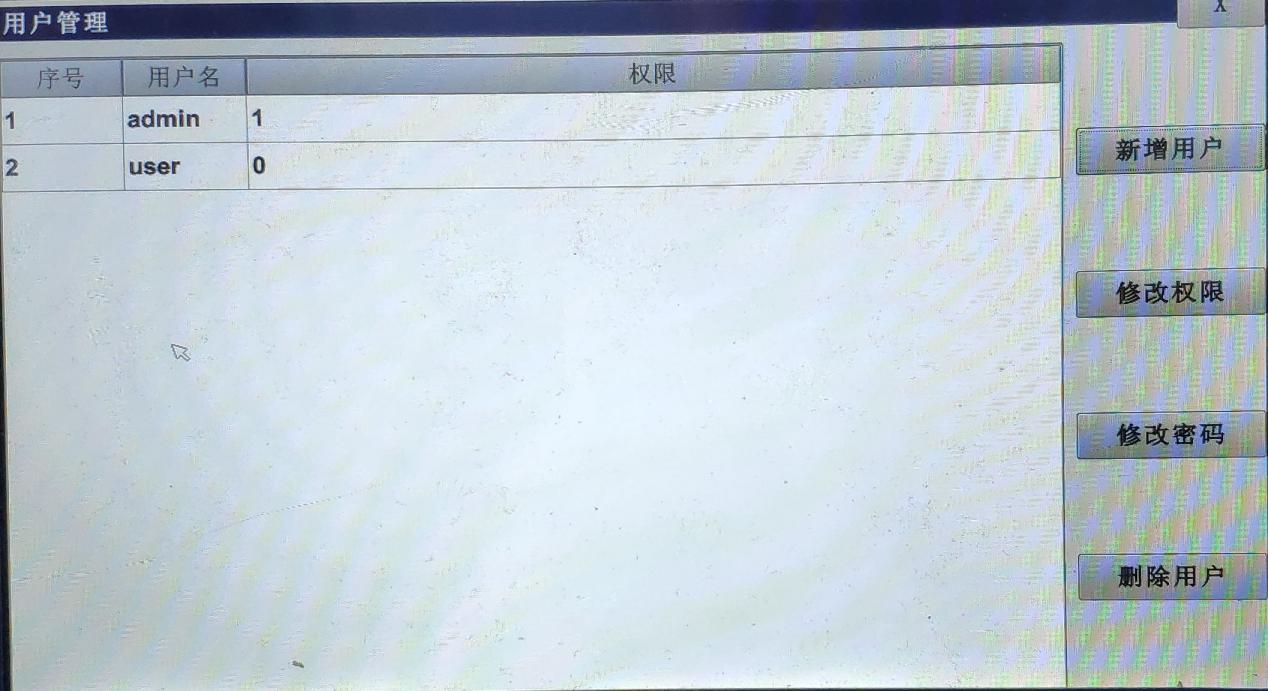 用户管理
X
序号 用户名 权限
1 admin 1
2 user 0
新增用户
修改权限
修改密码
删除用户